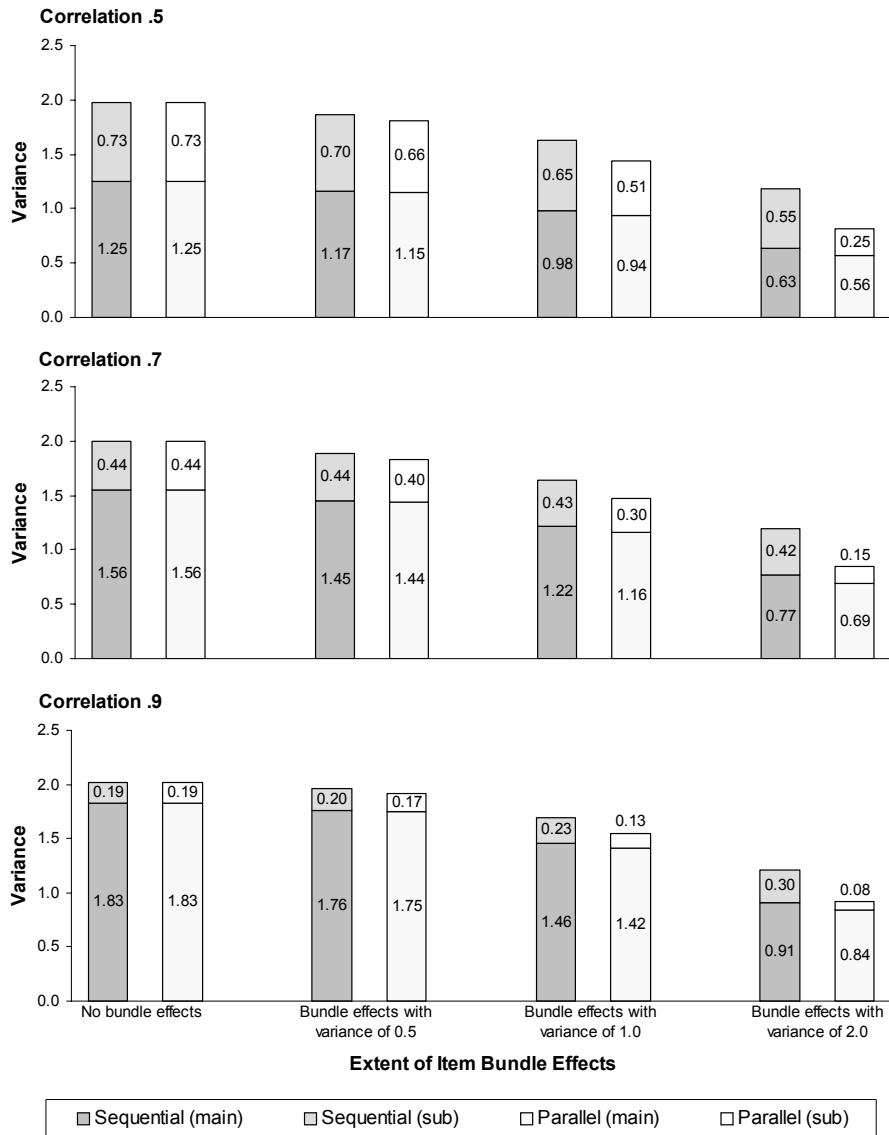 Correlation .5
2.5
2.0
1.5
1.0
0.5
0.0
Variance
0.73 0.73 0.70 0.66 0.65 0.51 0.55 0.25
1.25 1.25 1.17 1.15 0.98 0.94 0.63 0.56
Correlation .7
2.5
2.0
1.5
1.0
0.5
0.0
Variance
0.44 0.44 0.44 0.40 0.43 0.30 0.42 0.15
1.56 1.56 1.45 1.44 1.22 1.16 0.77 0.69
Correlation .9
2.5
2.0
1.5
1.0
0.5
0.0
Variance
0.19 0.19 0.20 0.17 0.23 0.13 0.30 0.08
1.83 1.83 1.76 1.75 1.46 1.42 0.91 0.84
No bundle effects
Bundle effects with
variance of 0.5
Bundle effects with
variance of 1.0
Bundle effects with
variance of 2.0
Extent of Item Bundle Effects
Sequential (main) Sequential (sub) Parallel (main) Parallel (sub)